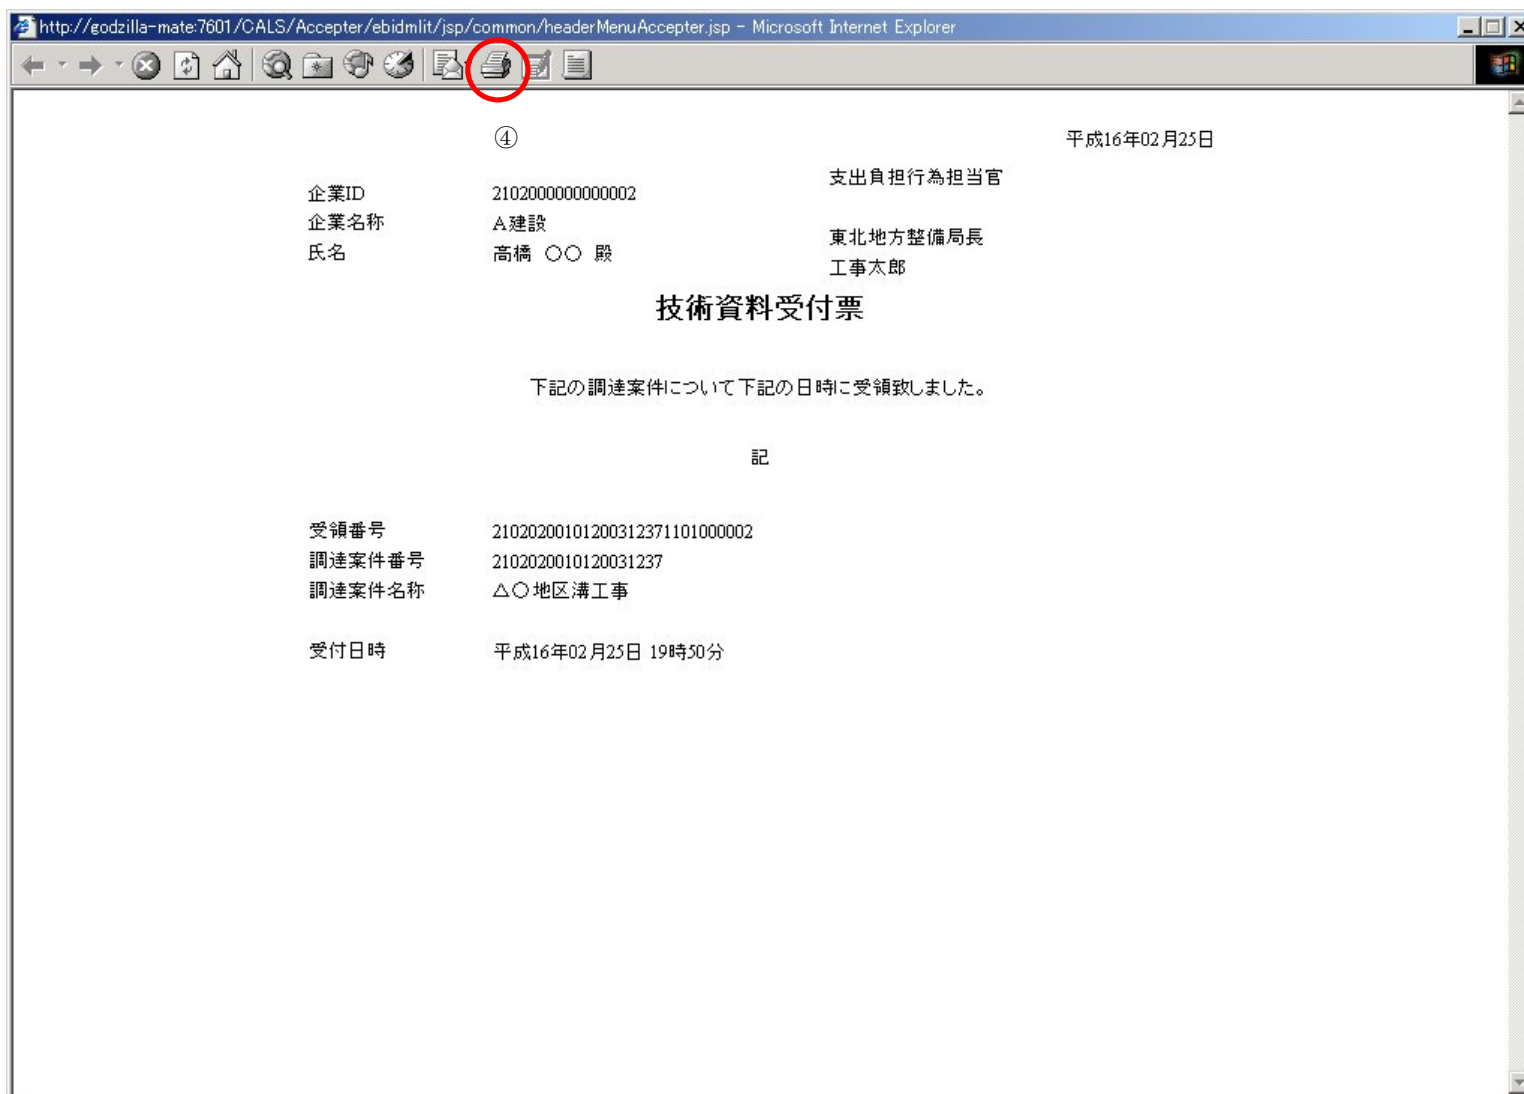 http://godzilla-mate:7601/CALS/Accepter/ebidmlit/jsp/common/headerMenuAccepter.jsp - Microsoft Internet Explorer
④
平成16年02月25日
支出負担行為担当官
企業ID 2102000000000002
企業名称 A建設
東北地方整備局長
氏名 高橋 〇〇 殿
工事太郎
技術資料受付票
下記の調達案件について下記の日時に受領致しました。
記
受領番号 21020200101200312371101000002
調達案件番号 2102020010120031237
調達案件名称 △〇地区溝工事
受付日時 平成16年02月25日 19時50分